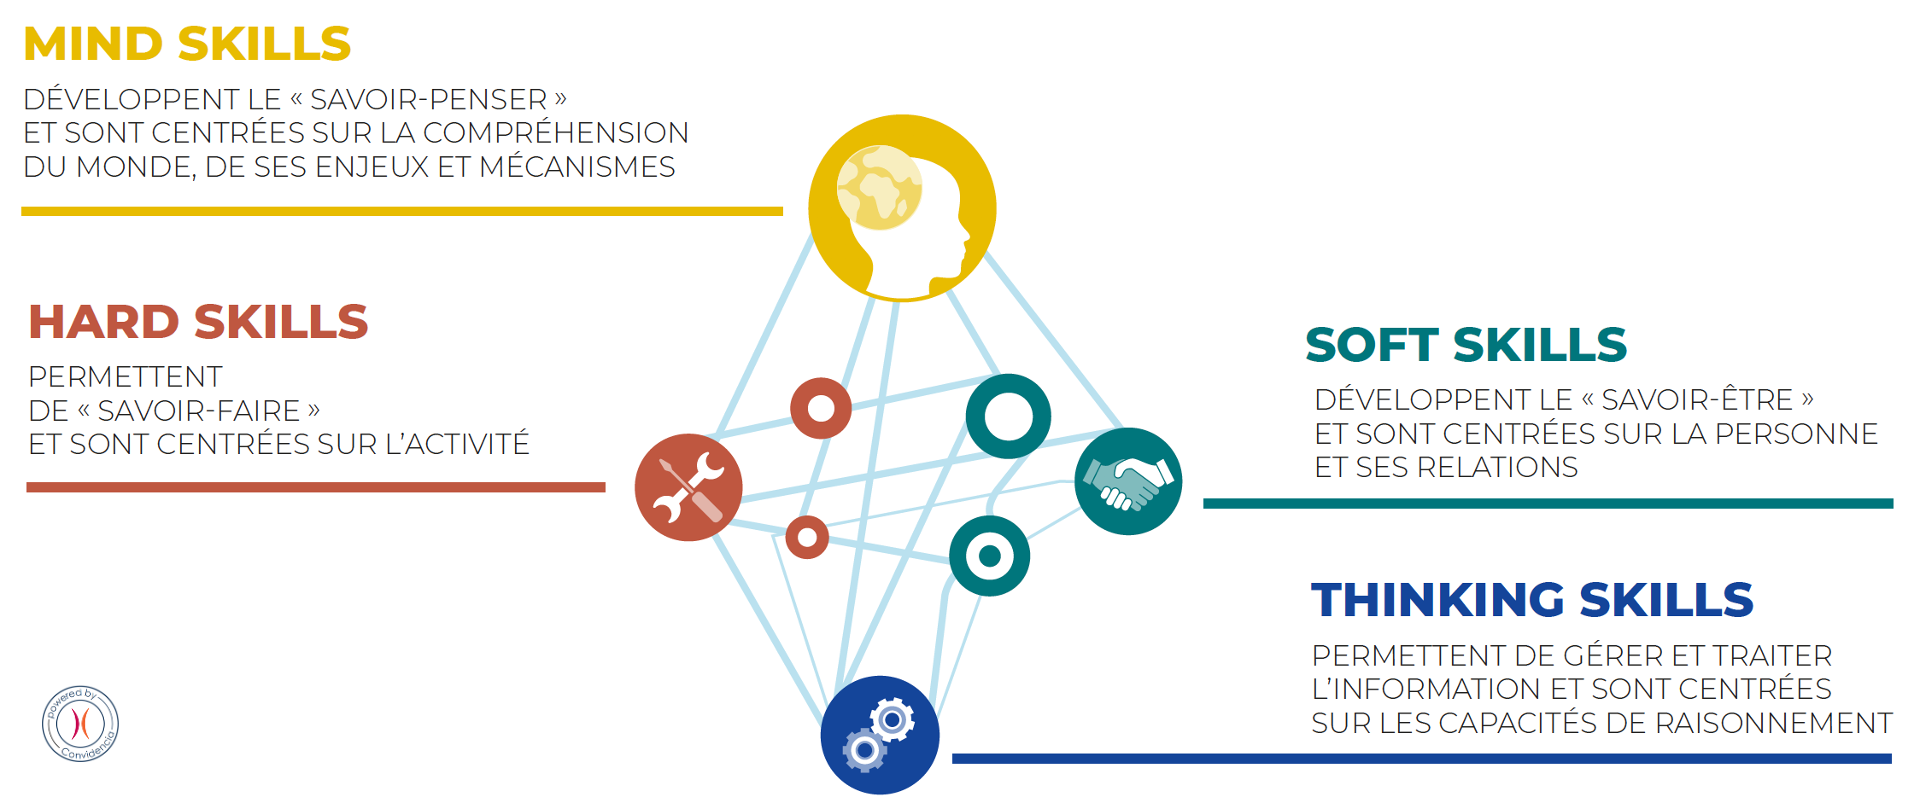 MIND SKILLS
DÉVELOPPENT LE « SAVOIR-PENSER »
ET SONT CENTRÉES SUR LA COMPRÉHENSION
DU MONDE, DE SES ENJEUX ET MÉCANISMES
HARD SKILLS
PERMETTENT
DE « SAVOIR-FAIRE »
ET SONT CENTRÉES SUR L’ACTIVITÉ
SOFT SKILLS
DÉVELOPPENT LE « SAVOIR-ÊTRE »
ET SONT CENTRÉES SUR LA PERSONNE
ET SES RELATIONS
THINKING SKILLS
PERMETTENT DE GÉRER ET TRAITER
L’INFORMATION ET SONT CENTRÉES
SUR LES CAPACITÉS DE RAISONNEMENT
powered by
Convidencia